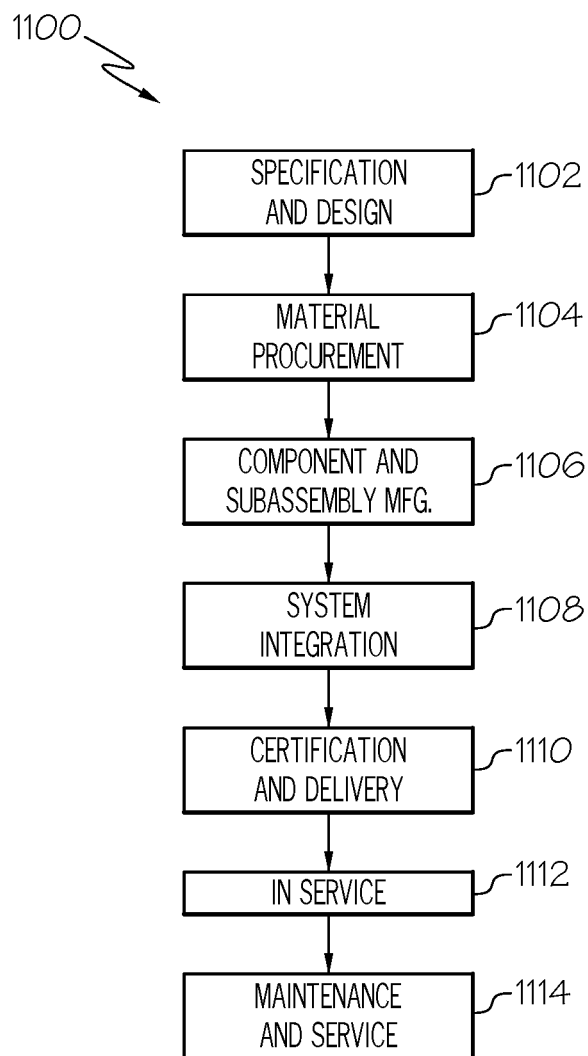 1100
SPECIFICATION
AND DESIGN
1102
MATERIAL
PROCUREMENT
1104
COMPONENT AND
SUBASSEMBLY MFG.
1106
SYSTEM
INTEGRATION
1108
CERTIFICATION
AND DELIVERY
1110
IN SERVICE
1112
MAINTENANCE
AND SERVICE
1114